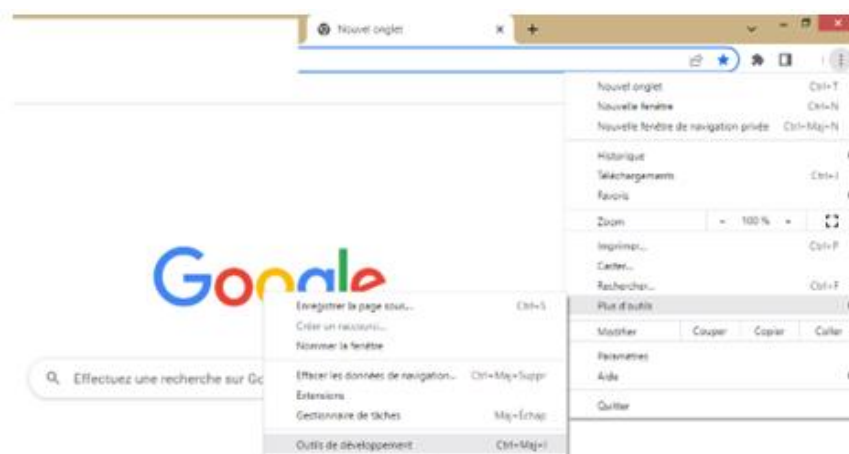 Nouvel onglet
Nouvel onglet Ctrl+T
Nouvelle fenêtre Ctrl+N
Nouvelle fenêtre de navigation privée Ctrl+Maj+N
Historique
Téléchargements Ctrl+J
Favoris
Zoom - 100 % +
Imprimer... Ctrl+P
Caster...
Rechercher... Ctrl+F
Plus d'outils
Modifier Couper Copier Coller
Paramètres
Aide
Quitter
Google
Effectuez une recherche sur Go
Enregistrer la page sous... Ctrl+S
Créer un raccourci...
Nommer la fenêtre
Effacer les données de navigation... Ctrl+Maj+Suppr
Extensions
Gestionnaire de tâches Maj+Échap
Outils de développement Ctrl+Maj+I